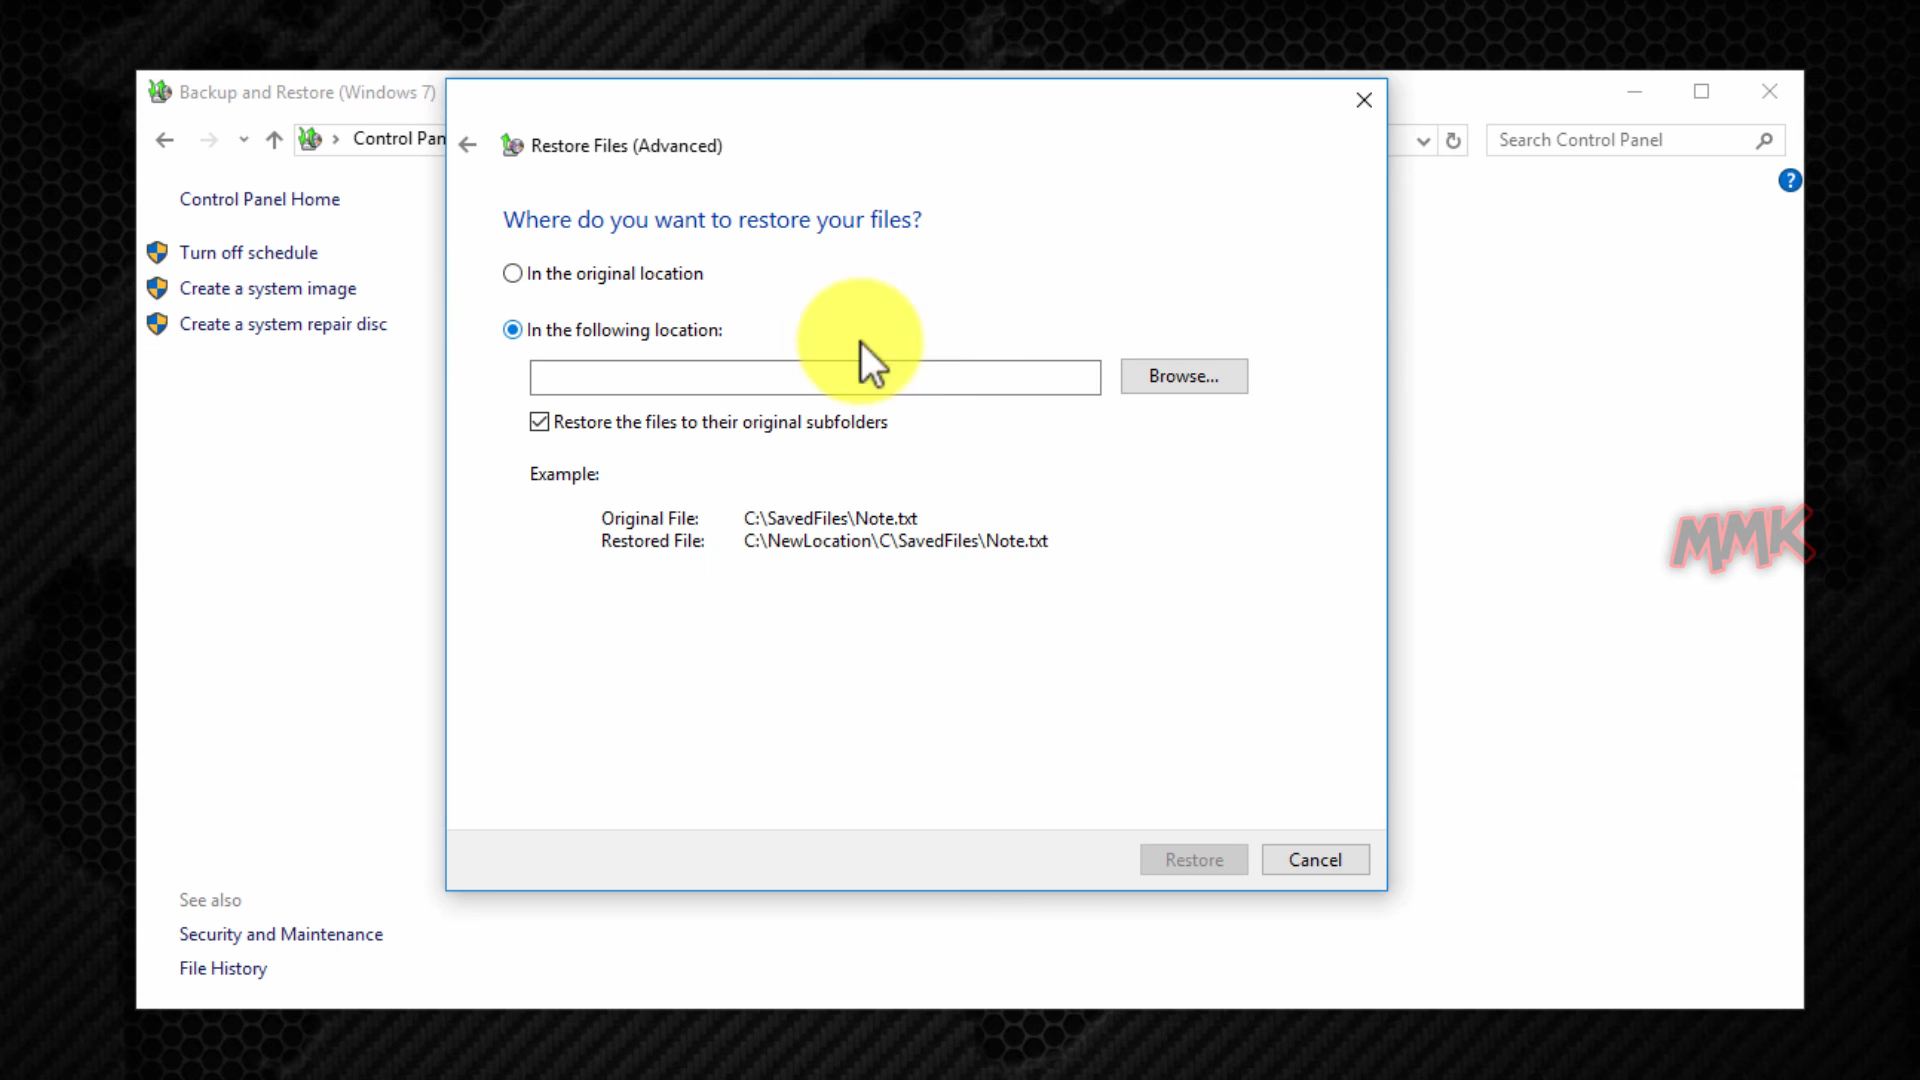 Backup and Restore (Windows 7)
Control Pan
Search Control Panel
Control Panel Home
Turn off schedule
Create a system image
Create a system repair disc
See also
Security and Maintenance
File History
Restore Files (Advanced)
Where do you want to restore your files?
In the original location
In the following location:
Browse...
Restore the files to their original subfolders
Example:
Original File: C:\SavedFiles\Note.txt
Restored File: C:\NewLocation\C\SavedFiles\Note.txt
Restore
Cancel
?
MMK